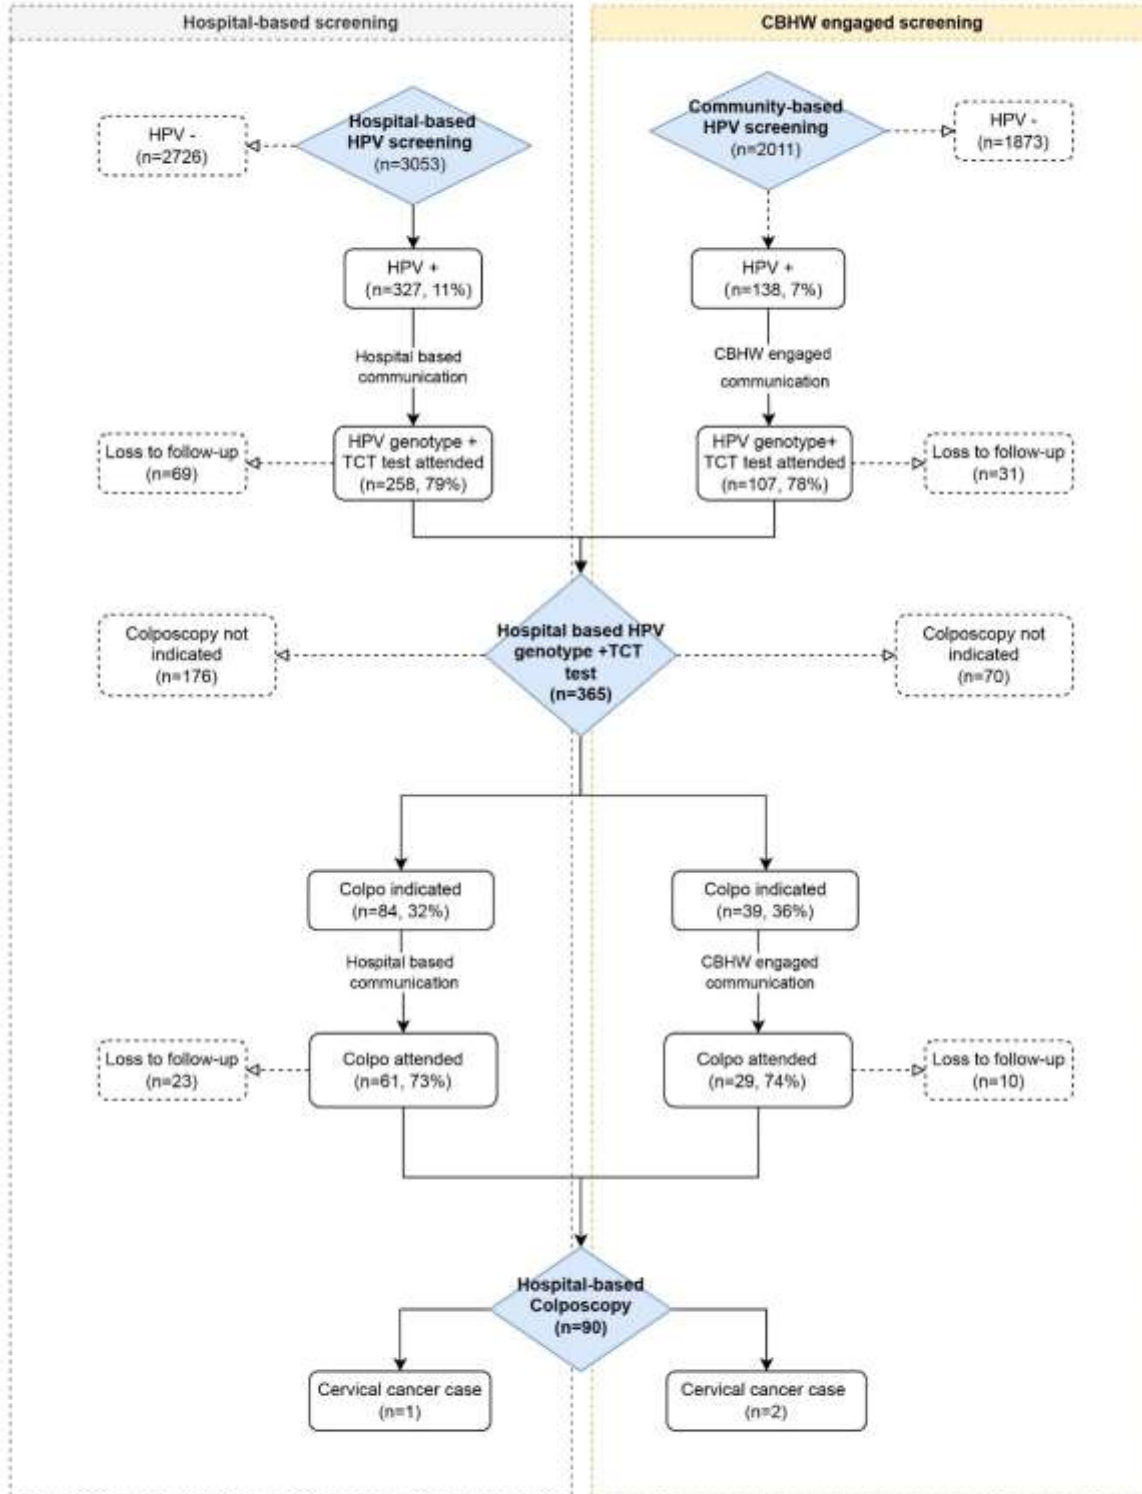 Hospital-based screening
CBHW engaged screening
Hospital-based
HPV screening
(n=3053)
HPV -
(n=2726)
Community-based
HPV screening
(n=2011)
HPV -
(n=1873)
HPV +
(n=327, 11%)
HPV +
(n=138, 7%)
Hospital based
communication
CBHW engaged
communication
Loss to follow-up
(n=69)
HPV genotype +
TCT test attended
(n=258, 79%)
HPV genotype+
TCT test attended
(n=107, 78%)
Loss to follow-up
(n=31)
Colposcopy not
indicated
(n=176)
Hospital based HPV
genotype +TCT
test
(n=365)
Colposcopy not
indicated
(n=70)
Colpo indicated
(n=84, 32%)
Colpo indicated
(n=39, 36%)
Hospital based
communication
CBHW engaged
communication
Loss to follow-up
(n=23)
Colpo attended
(n=61, 73%)
Colpo attended
(n=29, 74%)
Loss to follow-up
(n=10)
Hospital-based
Colposcopy
(n=90)
Cervical cancer case
(n=1)
Cervical cancer case
(n=2)